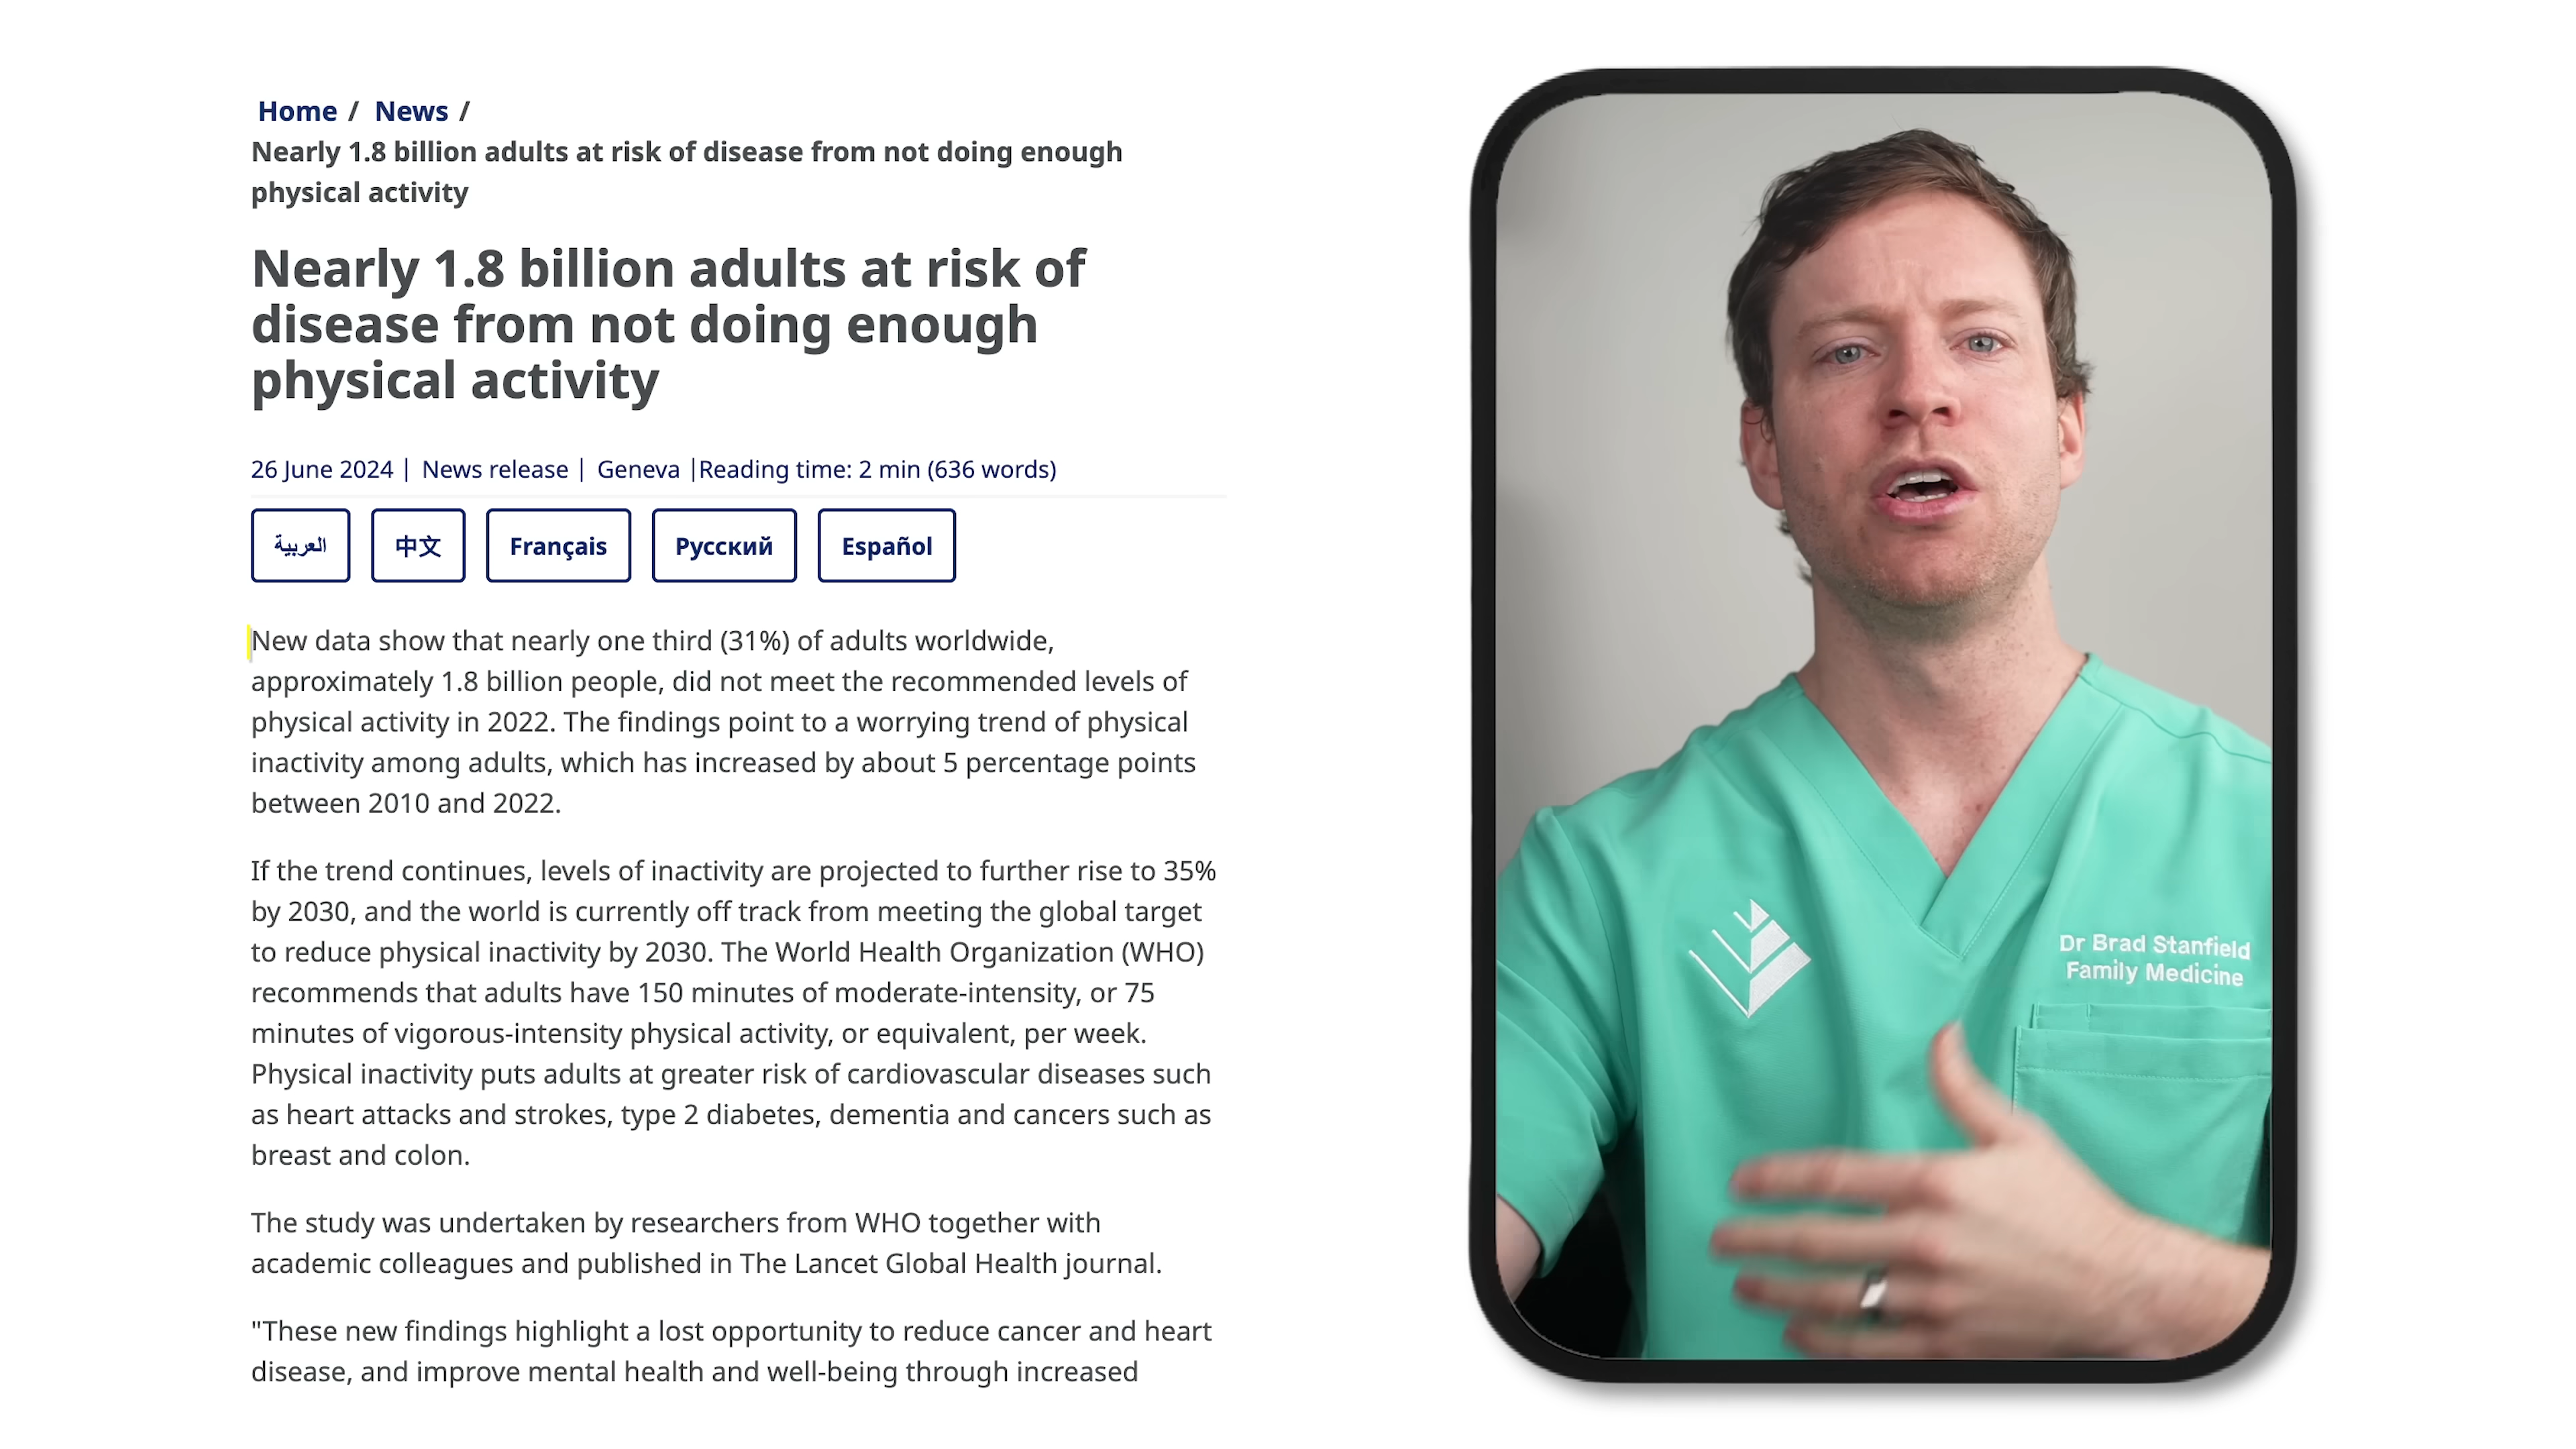 Home / News /
Nearly 1.8 billion adults at risk of disease from not doing enough
physical activity
Nearly 1.8 billion adults at risk of
disease from not doing enough
physical activity
26 June 2024 | News release | Geneva |Reading time: 2 min (636 words)
العربية 中文 Français Русский Español
New data show that nearly one third (31%) of adults worldwide,
approximately 1.8 billion people, did not meet the recommended levels of
physical activity in 2022. The findings point to a worrying trend of physical
inactivity among adults, which has increased by about 5 percentage points
between 2010 and 2022.
If the trend continues, levels of inactivity are projected to further rise to 35%
by 2030, and the world is currently off track from meeting the global target
to reduce physical inactivity by 2030. The World Health Organization (WHO)
recommends that adults have 150 minutes of moderate-intensity, or 75
minutes of vigorous-intensity physical activity, or equivalent, per week.
Physical inactivity puts adults at greater risk of cardiovascular diseases such
as heart attacks and strokes, type 2 diabetes, dementia and cancers such as
breast and colon.
The study was undertaken by researchers from WHO together with
academic colleagues and published in The Lancet Global Health journal.
"These new findings highlight a lost opportunity to reduce cancer and heart
disease, and improve mental health and well-being through increased
Dr Brad Stanfield
Family Medicine